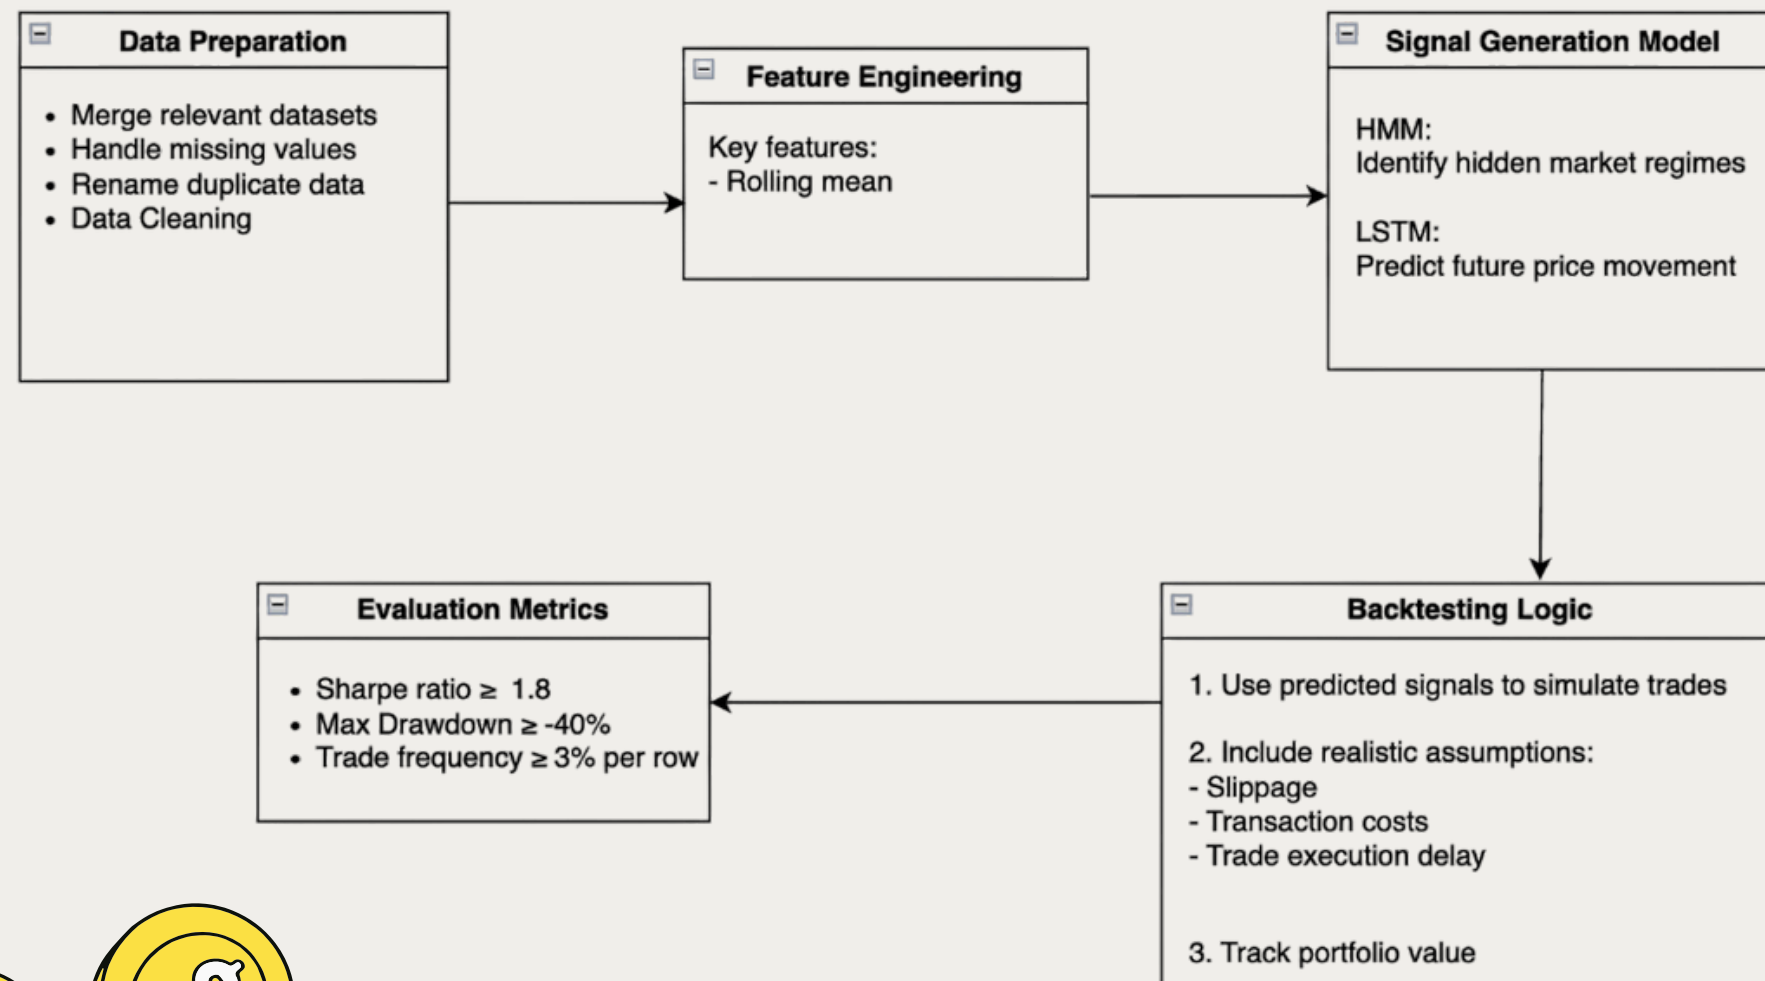 Data Preparation
• Merge relevant datasets
• Handle missing values
• Rename duplicate data
• Data Cleaning
Feature Engineering
Key features:
- Rolling mean
Signal Generation Model
HMM:
Identify hidden market regimes
LSTM:
Predict future price movement
Backtesting Logic
1. Use predicted signals to simulate trades
2. Include realistic assumptions:
- Slippage
- Transaction costs
- Trade execution delay
3. Track portfolio value
Evaluation Metrics
• Sharpe ratio ≥ 1.8
• Max Drawdown ≥ -40%
• Trade frequency ≥ 3% per row